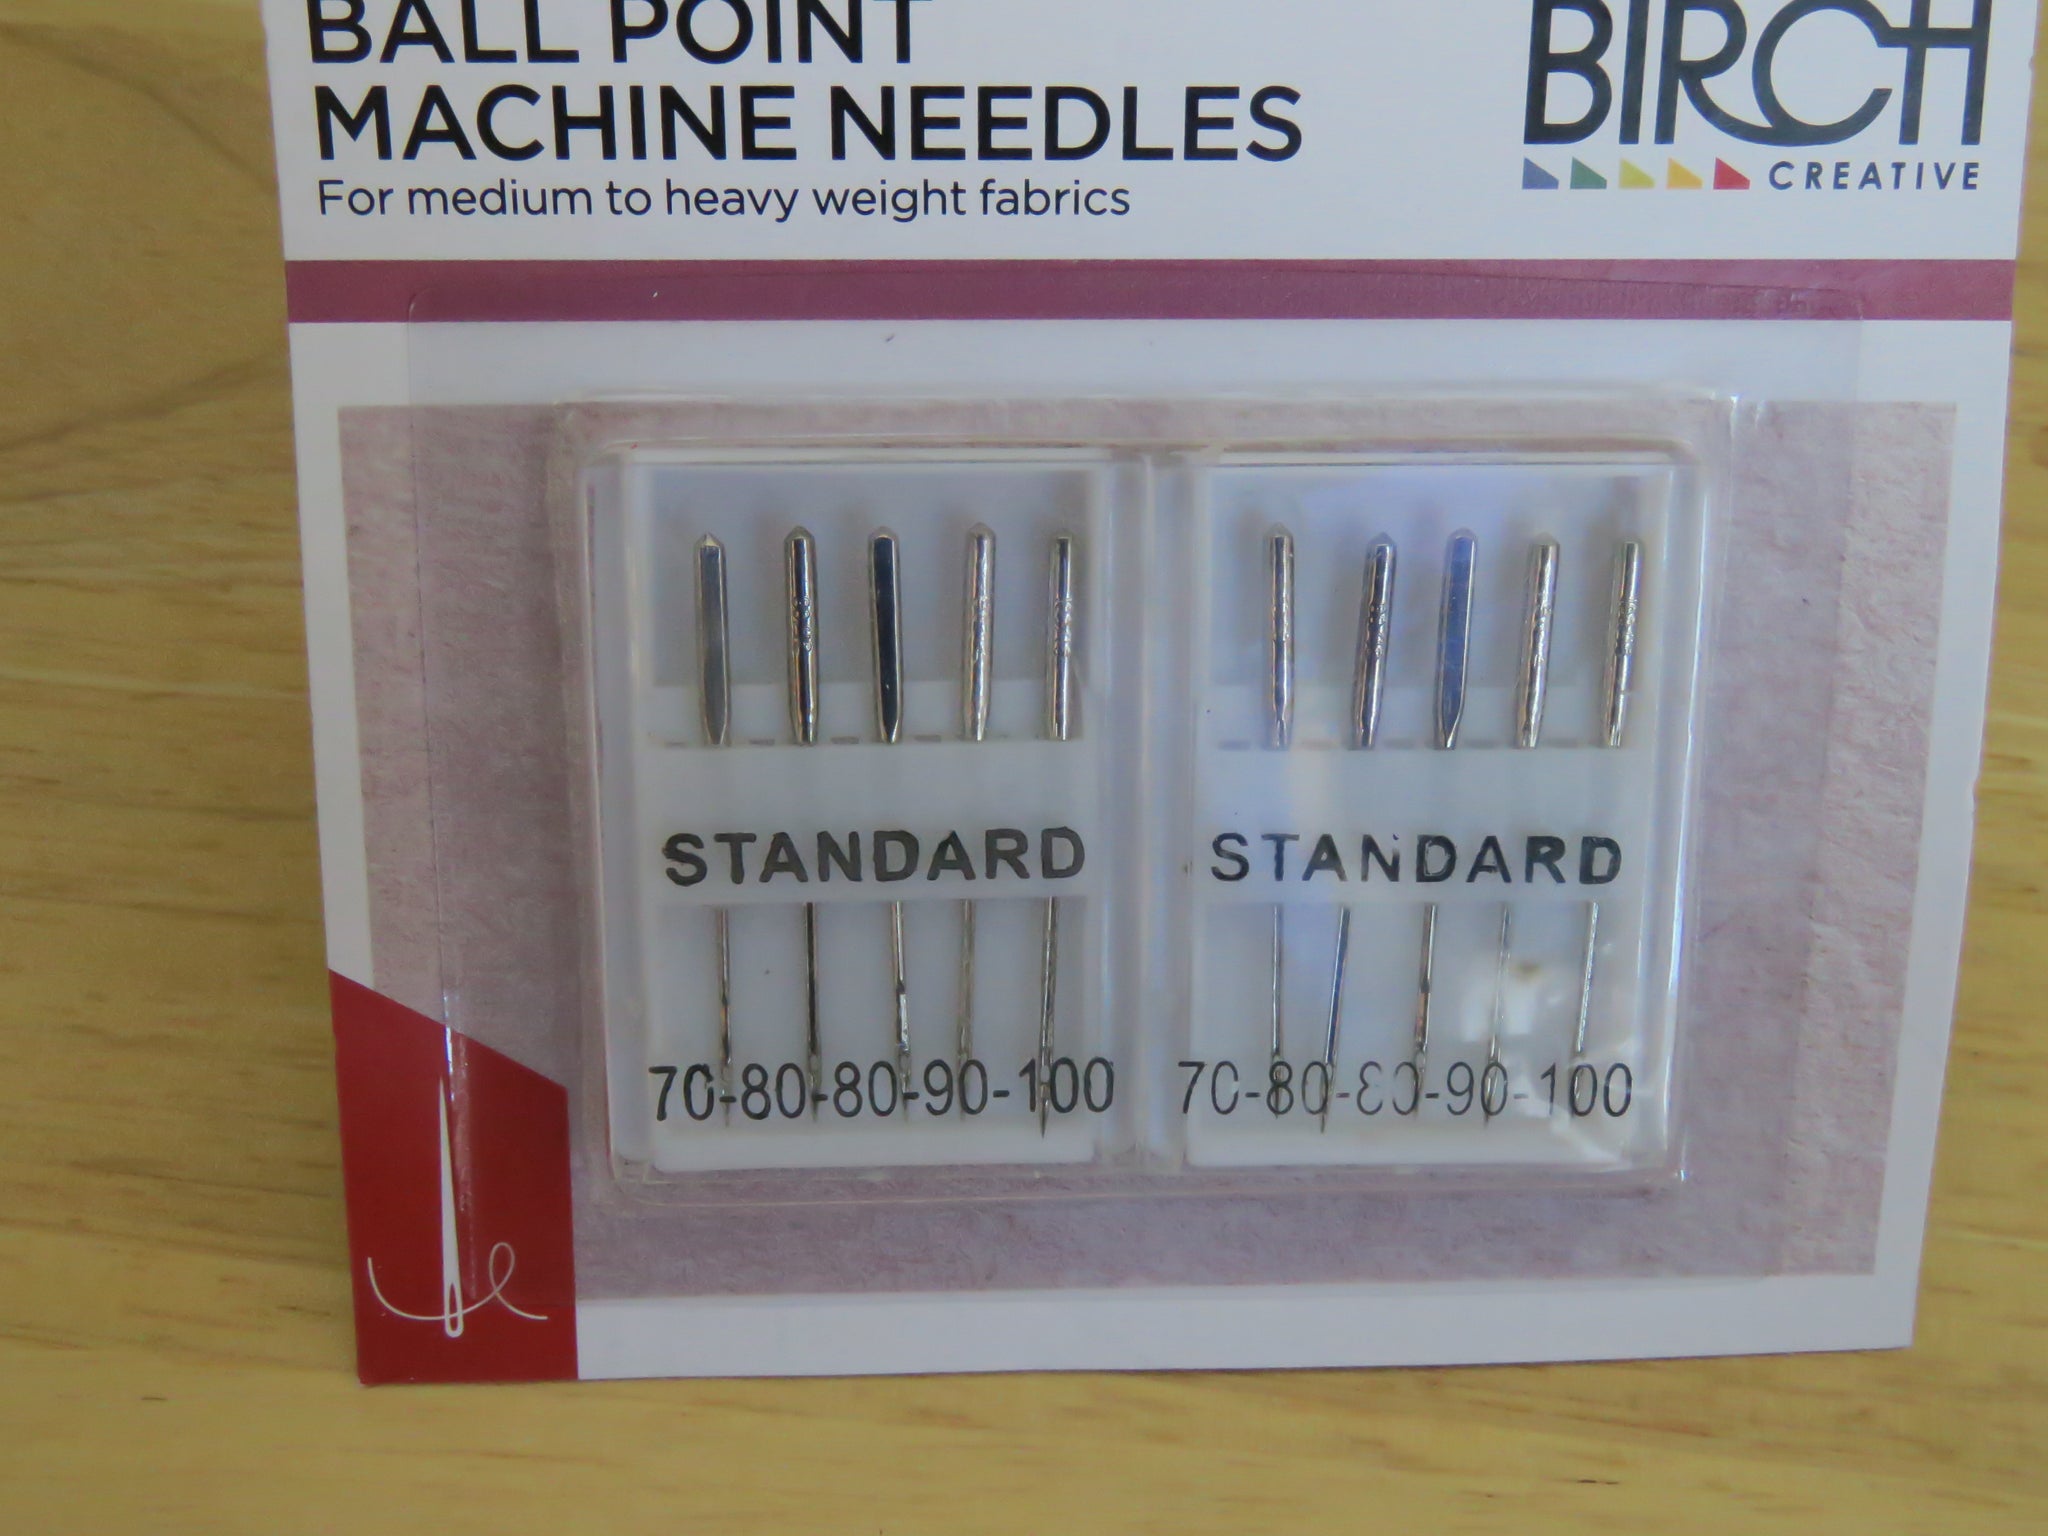 BALL POINT
MACHINE NEEDLES
For medium to heavy weight fabrics
BIRCH
CREATIVE
STANDARD
70-80-80-90-100
STANDARD
70-80-80-90-100